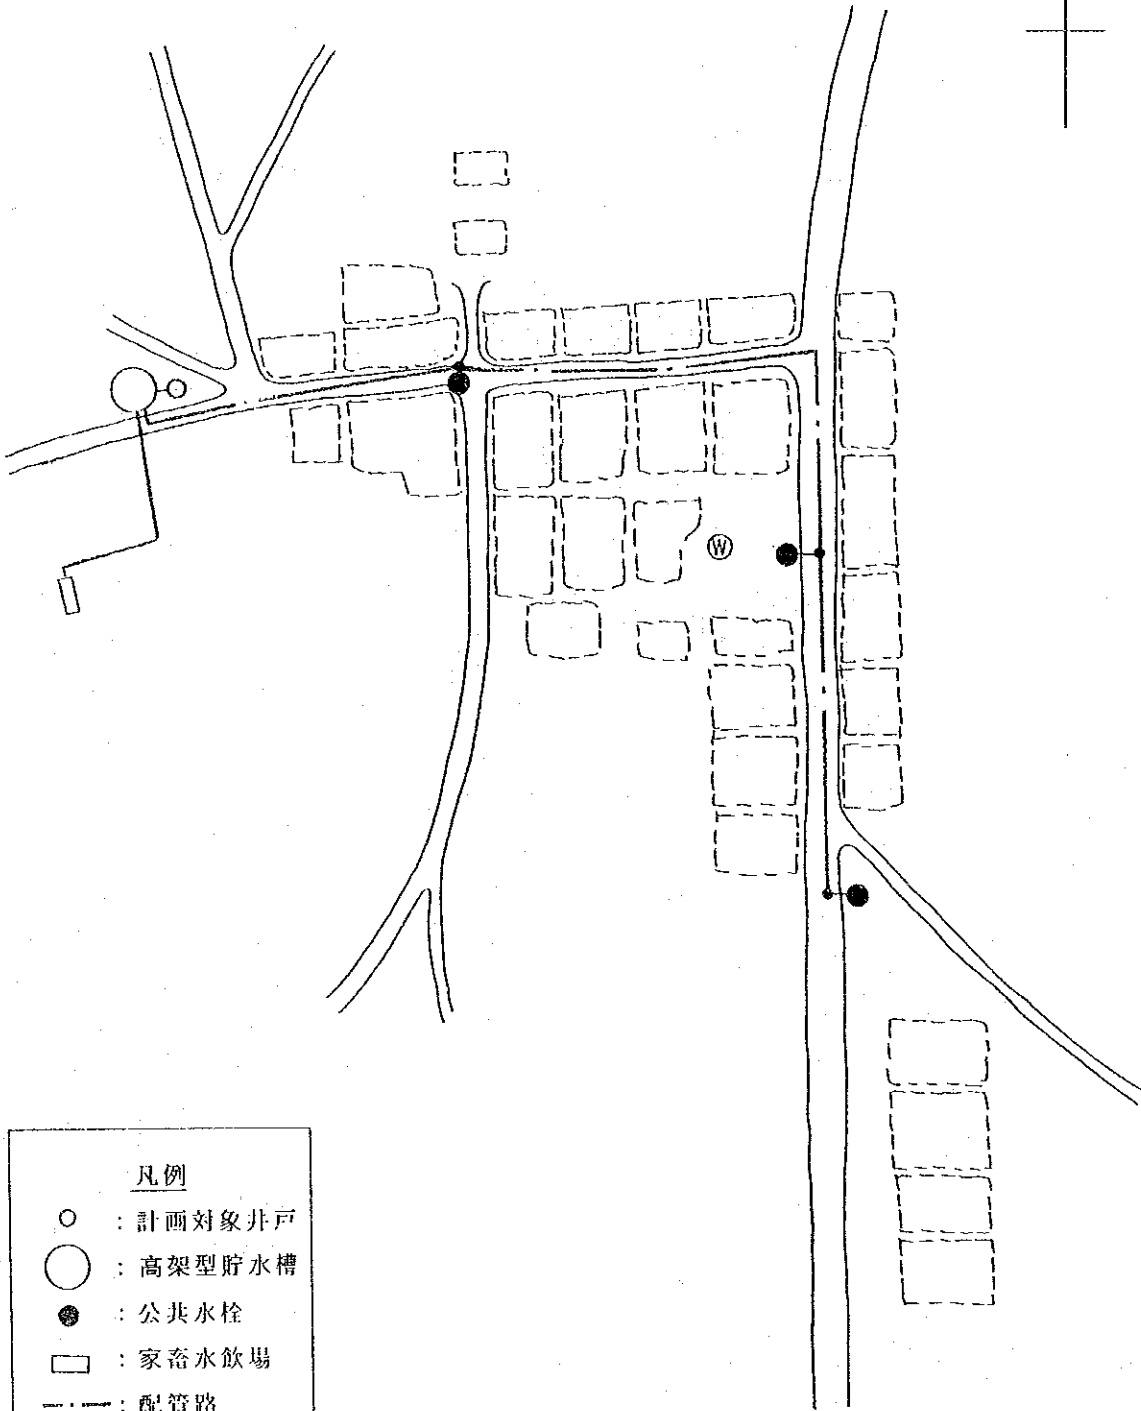 W
凡例
○ : 計画対象井戸
◯ : 高架型貯水槽
● : 公共水栓
▭ : 家畜水飲場
: 配管路